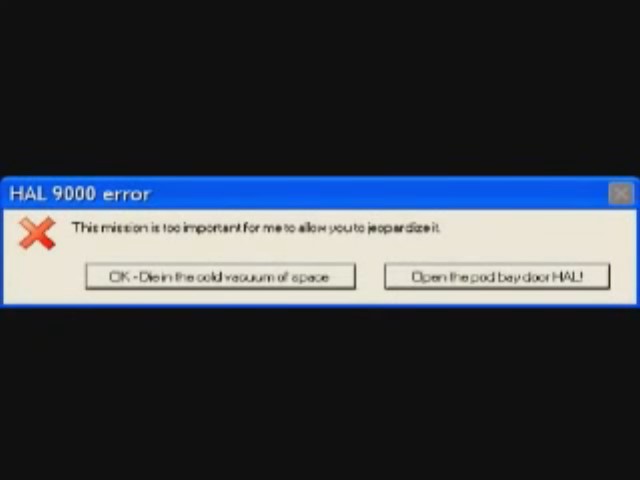 HAL 9000 error
This mission is too important for me to allow you to jeopardize it.
OK - Die in the cold vacuum of space
Open the pod bay door HAL!